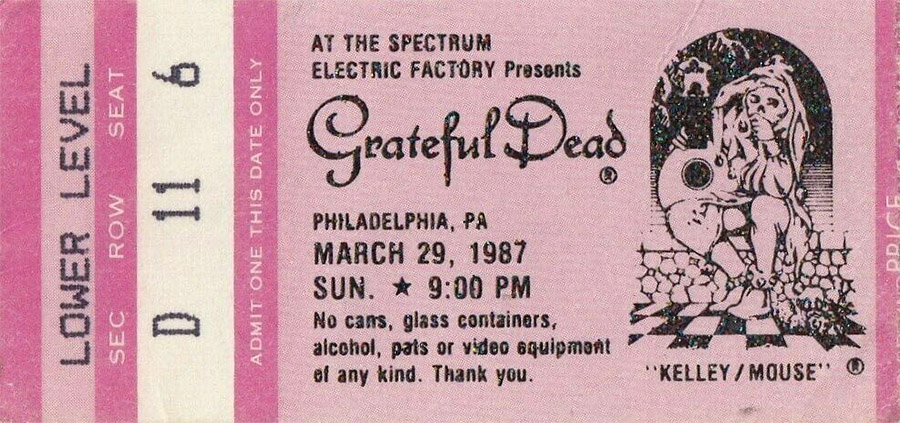 LOWER LEVEL
SEC ROW SEAT
D 11 6
ADMIT ONE THIS DATE ONLY
AT THE SPECTRUM
ELECTRIC FACTORY Presents
Grateful Dead ®
PHILADELPHIA, PA
MARCH 29, 1987
SUN. ★ 9:00 PM
No cans, glass containers,
alcohol, pats or video equipment
of any kind. Thank you.
"KELLEY/MOUSE" ®
PRICE